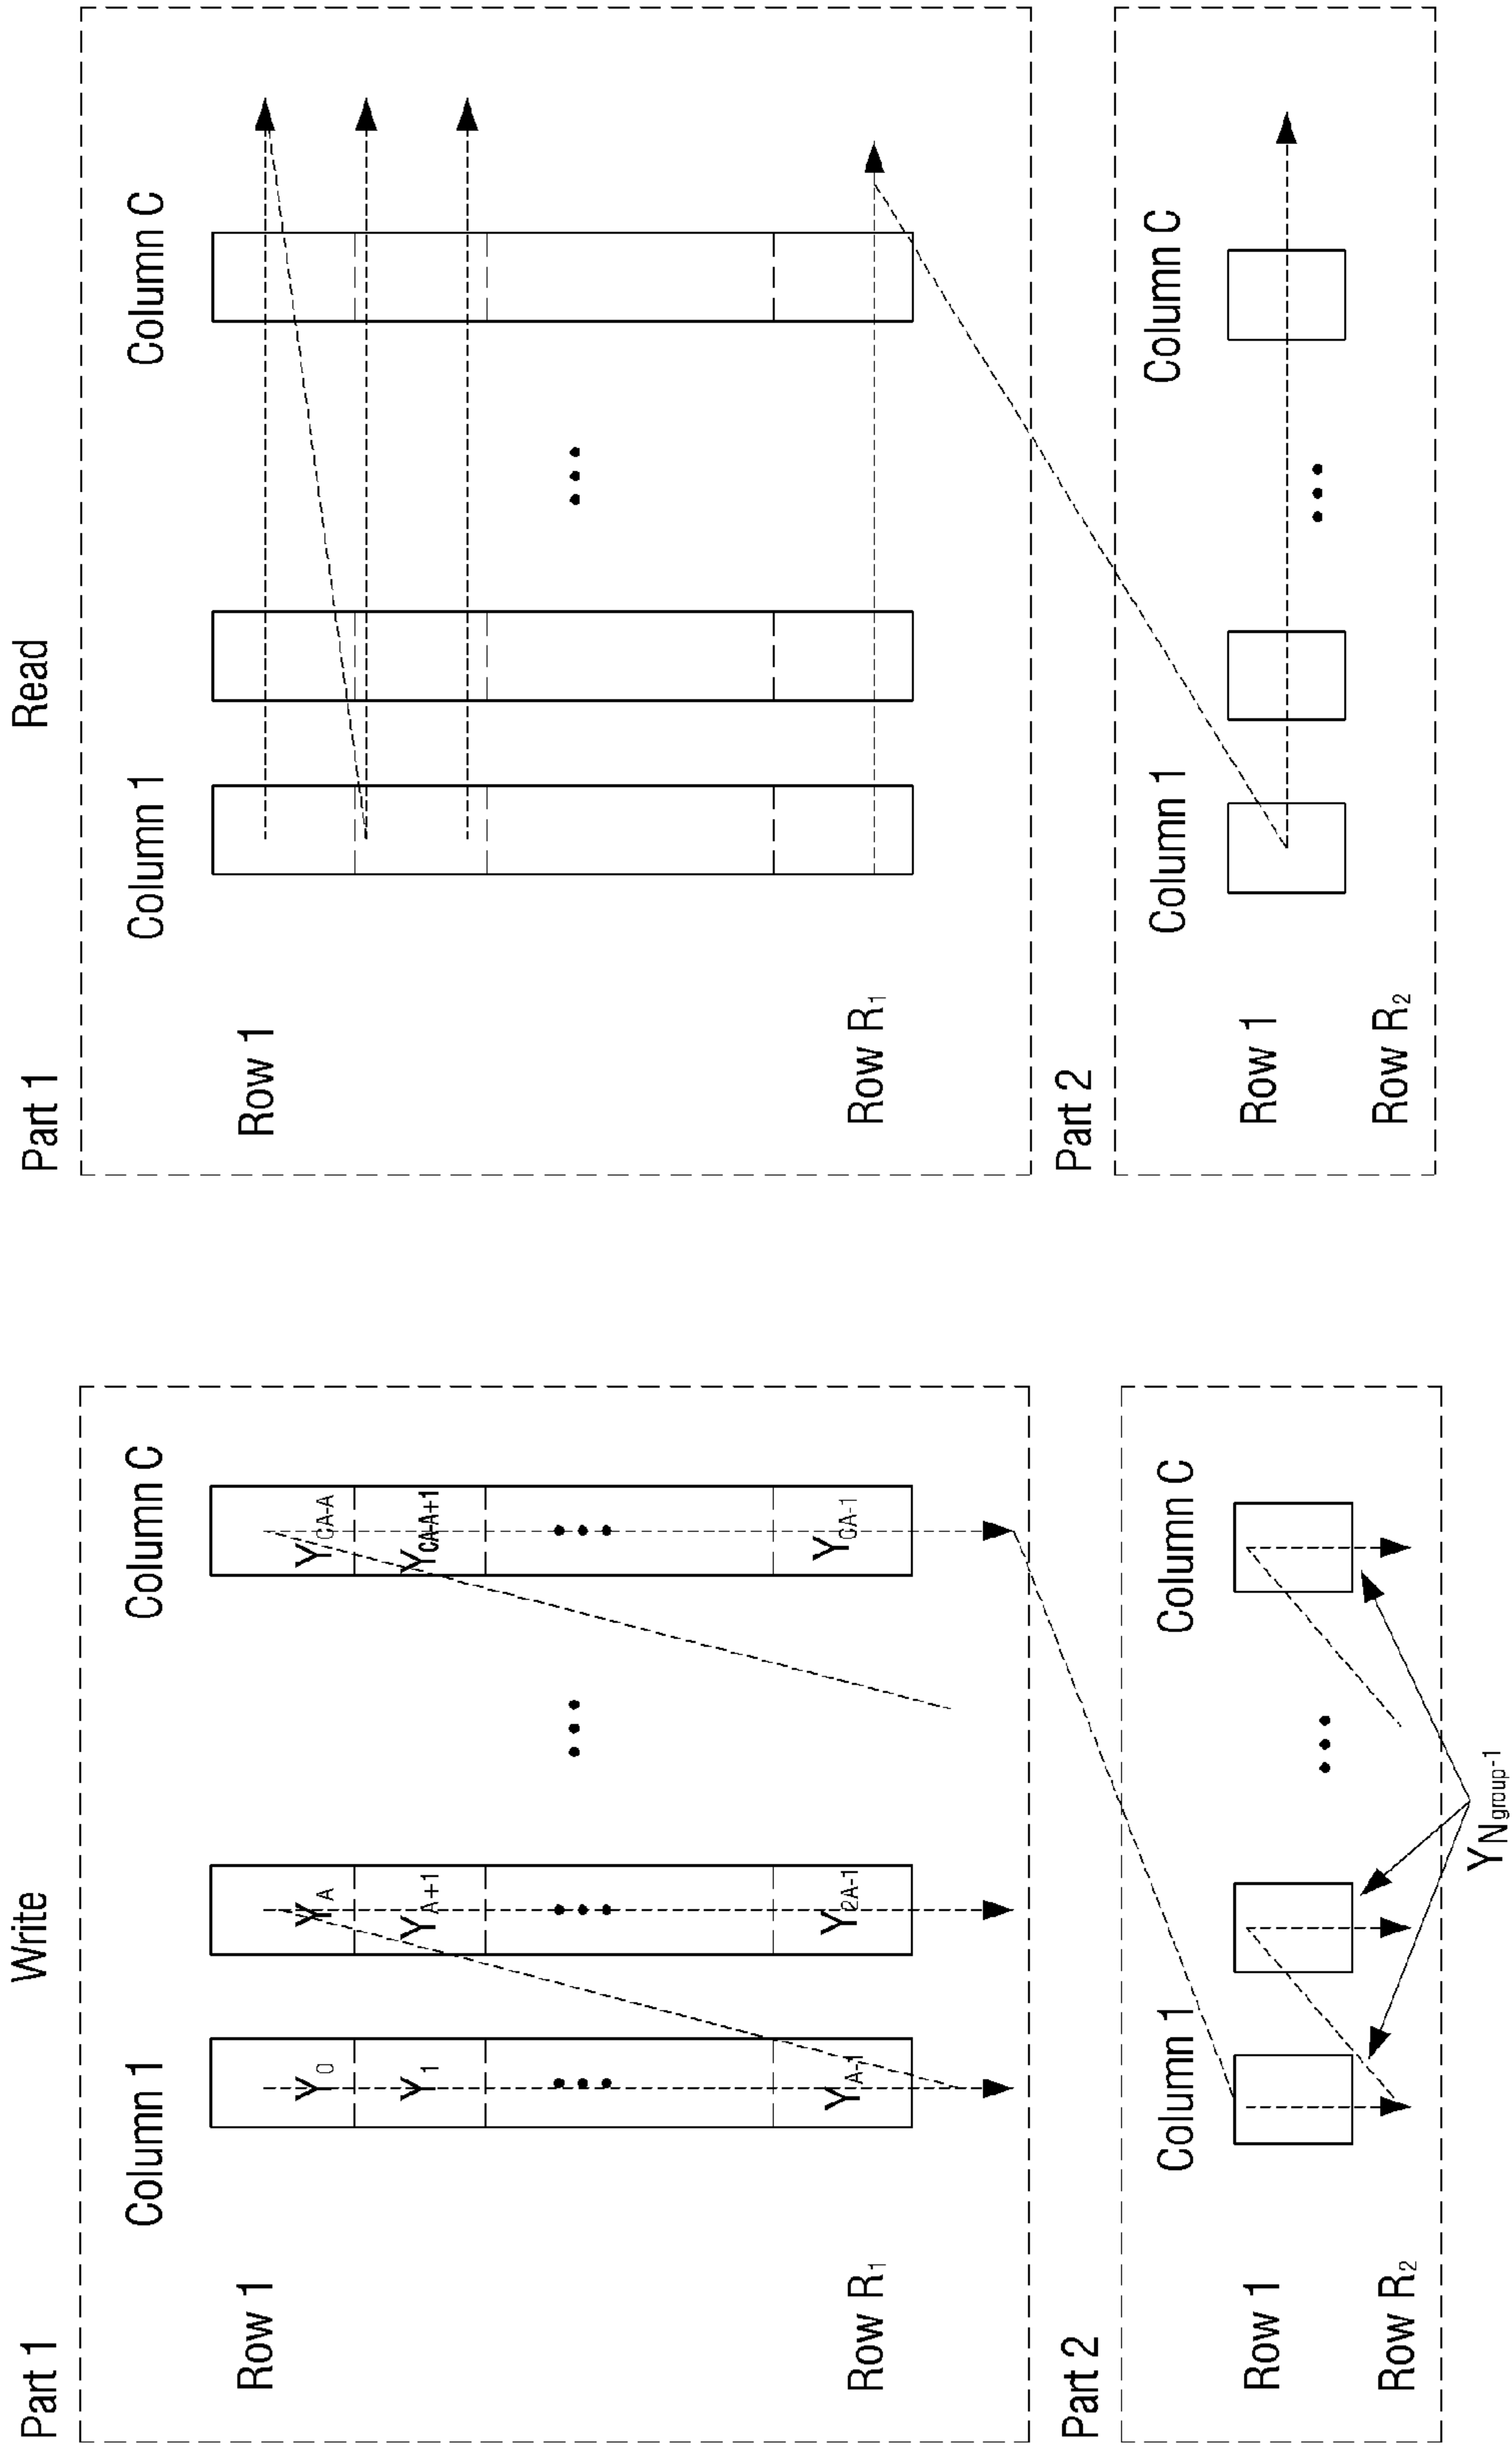 Write
Part 1
Column 1
Column C
Row 1
Y0
YA
YCA-A
Y1
YA+1
YCA-A+1
YA-1
Y2A-1
YCA-1
Row R1
Part 2
Column 1
Column C
Row 1
Row R2
YNgroup-1
Read
Part 1
Column 1
Column C
Row 1
Row R1
Part 2
Column 1
Column C
Row 1
Row R2